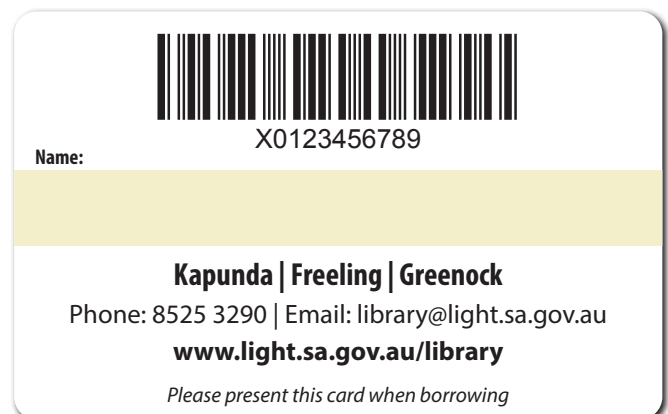 X0123456789
Name:
Kapunda | Freeling | Greenock
Phone: 8525 3290 | Email: library@light.sa.gov.au
www.light.sa.gov.au/library
Please present this card when borrowing